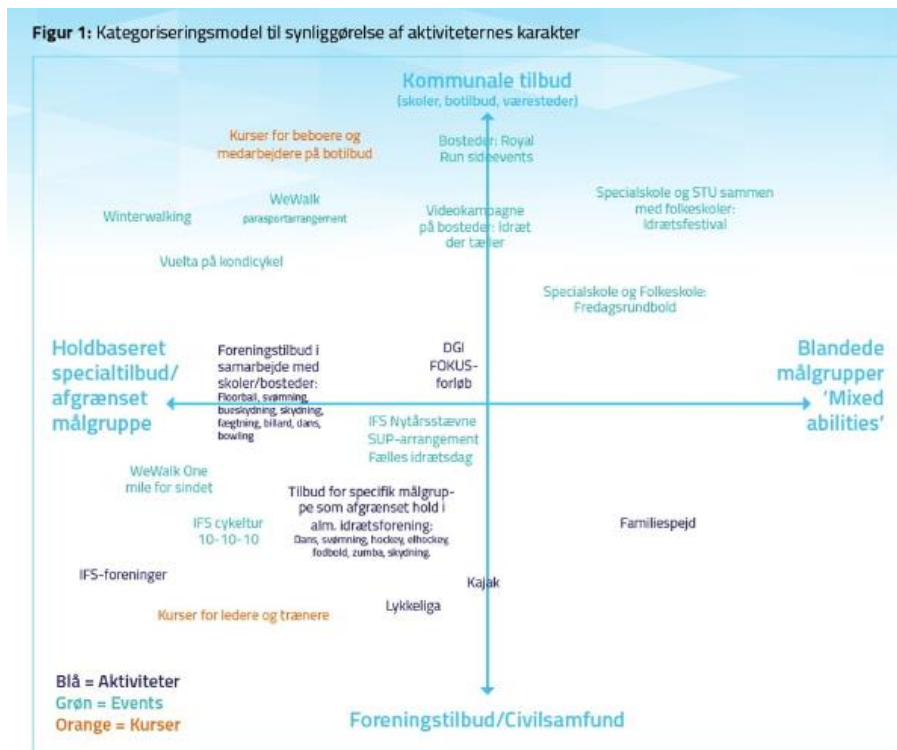 Figur 1: Kategoriseringsmodel til synliggørelse af aktiviteternes karakter
Kommunale tilbud
(skoler, botilbud, væresteder)
Kurser for beboere og
medarbejdere på botilbud
Bosteder: Royal
Run sideevents
WeWalk
parasportarrangement
Winterwalking
Videokampagne
på bosteder: Idræt
der tæller
Specialskole og STU sammen
med folkeskoler:
Idrætsfestival
Vuelta på kondicykel
Specialskole og Folkeskole:
Fredagsrundbold
Holdbaseret
specialtilbud/
afgrænset
målgruppe
Foreningstilbud i
samarbejde med
skoler/bosteder:
Floorball, svømning,
bueskydning, skydning,
fægtning, billard, dans,
bowling
DGI
FOKUS-
forløb
Blandede
målgrupper
'Mixed
abilities'
IFS Nytårsstævne
SUP-arrangement
Fælles idrætsdag
WeWalk One
mile for sindet
Tilbud for specifik målgrup-
pe som afgrænset hold i
alm. idrætsforening:
Dans, svømning, hockey, elhockey,
fodbold, zumba, skydning.
IFS cykeltur
10-10-10
Familiespejd
IFS-foreninger
Kajak
Lykkeliga
Kurser for ledere og trænere
Blå = Aktiviteter
Grøn = Events
Orange = Kurser
Foreningstilbud/Civilsamfund